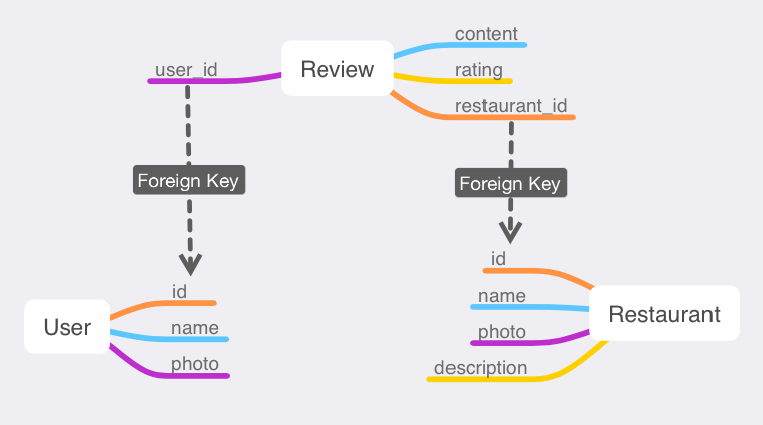 content
user_id
Review
rating
restaurant_id
Foreign Key
Foreign Key
id
id
name
User
name
Restaurant
photo
photo
description